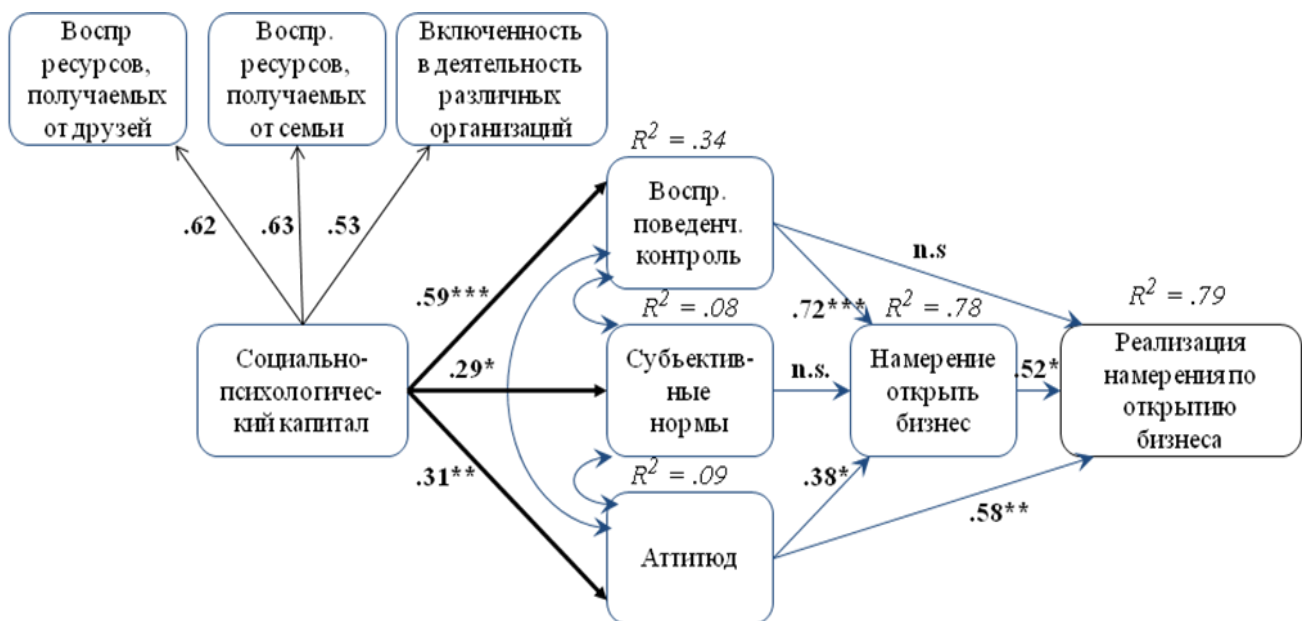 Воспр
ресурсов,
получаемых
от друзей
Воспр.
ресурсов,
получаемых
от семьи
Включенность
в деятельность
различных
организаций
.62
.63
.53
R² = .34
Воспр.
поведенч.
контроль
n.s
.59***
.72***
R² = .08
R² = .78
R² = .79
Социально-
психологичес-
кий капитал
.29*
Субъектив-
ные
нормы
n.s.
Намерение
открыть
бизнес
.52*
Реализация
намерения по
открытию
бизнеса
.31**
R² = .09
.38*
.58**
Аттитюд